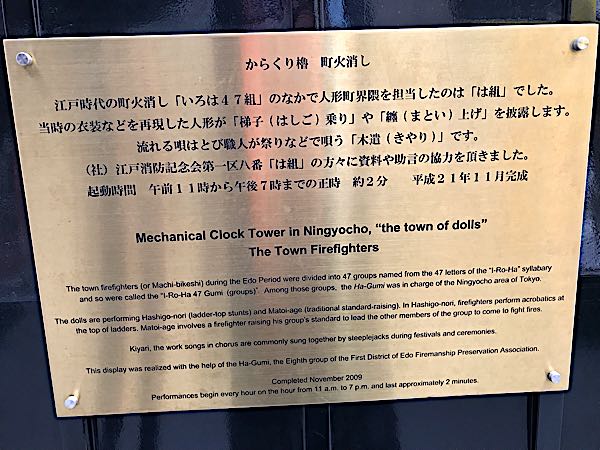 からくり櫓　町火消し
江戸時代の町火消し「いろは４７組」のなかで人形町界隈を担当したのは「は組」でした。
当時の衣装などを再現した人形が「梯子（はしご）乗り」や「纏（まとい）上げ」を披露します。
流れる唄はとび職人が祭りなどで唄う「木遣（きやり）」です。
（社）江戸消防記念会第一区八番「は組」の方々に資料や助言の協力を頂きました。
起動時間　午前１１時から午後７時までの正時　約２分　　平成２１年１１月完成
Mechanical Clock Tower in Ningyocho, "the town of dolls"
The Town Firefighters
The town firefighters (or Machi-bikeshi) during the Edo Period were divided into 47 groups named from the 47 letters of the "I-Ro-Ha" syllabary
and so were called the "I-Ro-Ha 47 Gumi (groups)". Among those groups, the Ha-Gumi was in charge of the Ningyocho area of Tokyo.
The dolls are performing Hashigo-nori (ladder-top stunts) and Matoi-age (traditional standard-raising). In Hashigo-nori, firefighters perform acrobatics at
the top of ladders. Matoi-age involves a firefighter raising his group's standard to lead the other members of the group to come to fight fires.
Kiyari, the work songs in chorus are commonly sung together by steeplejacks during festivals and ceremonies.
This display was realized with the help of the Ha-Gumi, the Eighth group of the First District of Edo Firemanship Preservation Association.
Completed November 2009
Performances begin every hour on the hour from 11 a.m. to 7 p.m. and last approximately 2 minutes.